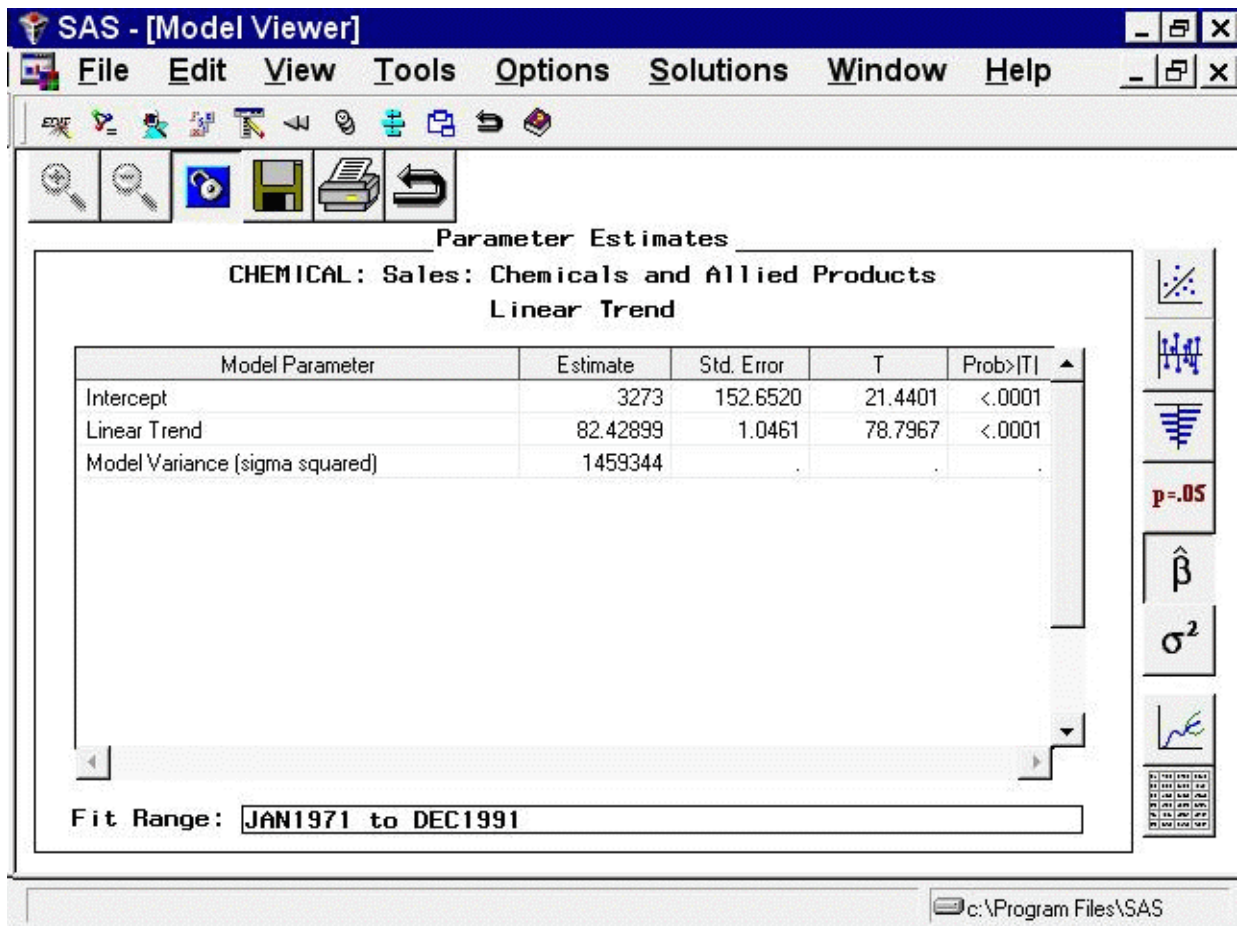 SAS - [Model Viewer]
File Edit View Tools Options Solutions Window Help
Parameter Estimates
CHEMICAL: Sales: Chemicals and Allied Products
Linear Trend
Model Parameter Estimate Std. Error T Prob>|T|
Intercept 3273 152.6520 21.4401 <.0001
Linear Trend 82.42899 1.0461 78.7967 <.0001
Model Variance (sigma squared) 1459344 . . .
p=.05
β̂
σ²
Fit Range: JAN1971 to DEC1991
c:\Program Files\SAS